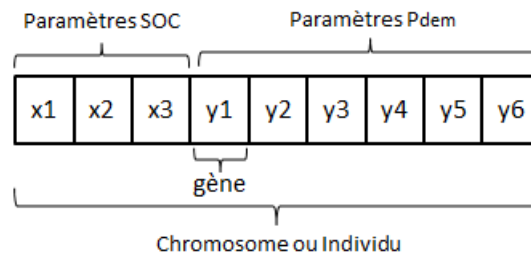 Paramètres SOC
Paramètres Pdem
x1 x2 x3 y1 y2 y3 y4 y5 y6
gène
Chromosome ou Individu